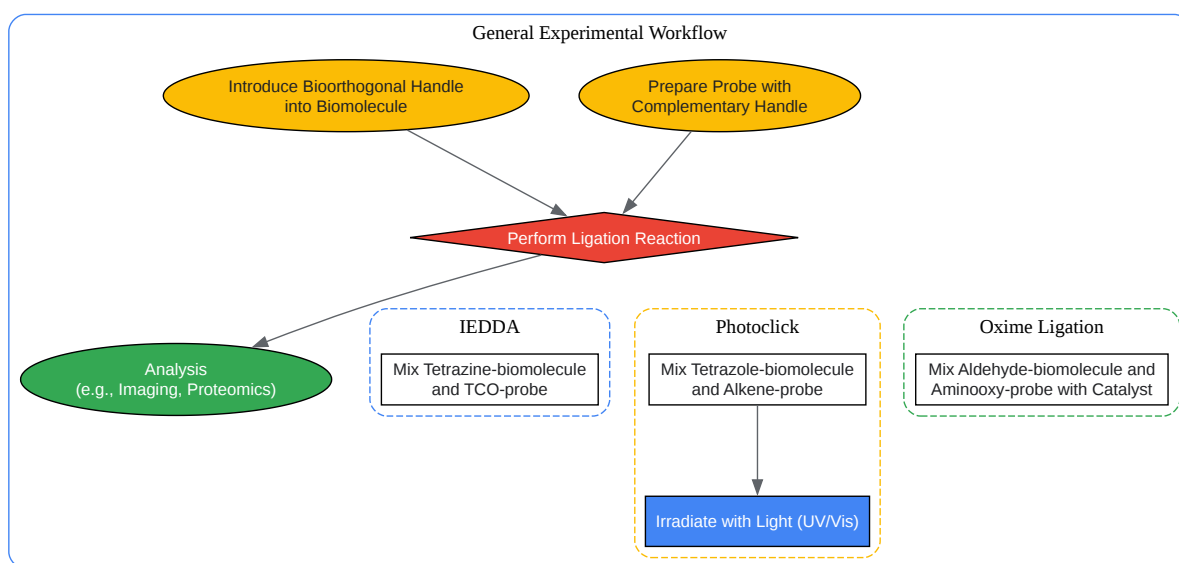 General Experimental Workflow
Introduce Bioorthogonal Handle
into Biomolecule
Prepare Probe with
Complementary Handle
Perform Ligation Reaction
Analysis
(e.g., Imaging, Proteomics)
IEDDA
Mix Tetrazine-biomolecule
and TCO-probe
Photoclick
Mix Tetrazole-biomolecule
and Alkene-probe
Irradiate with Light (UV/Vis)
Oxime Ligation
Mix Aldehyde-biomolecule and
Aminooxy-probe with Catalyst